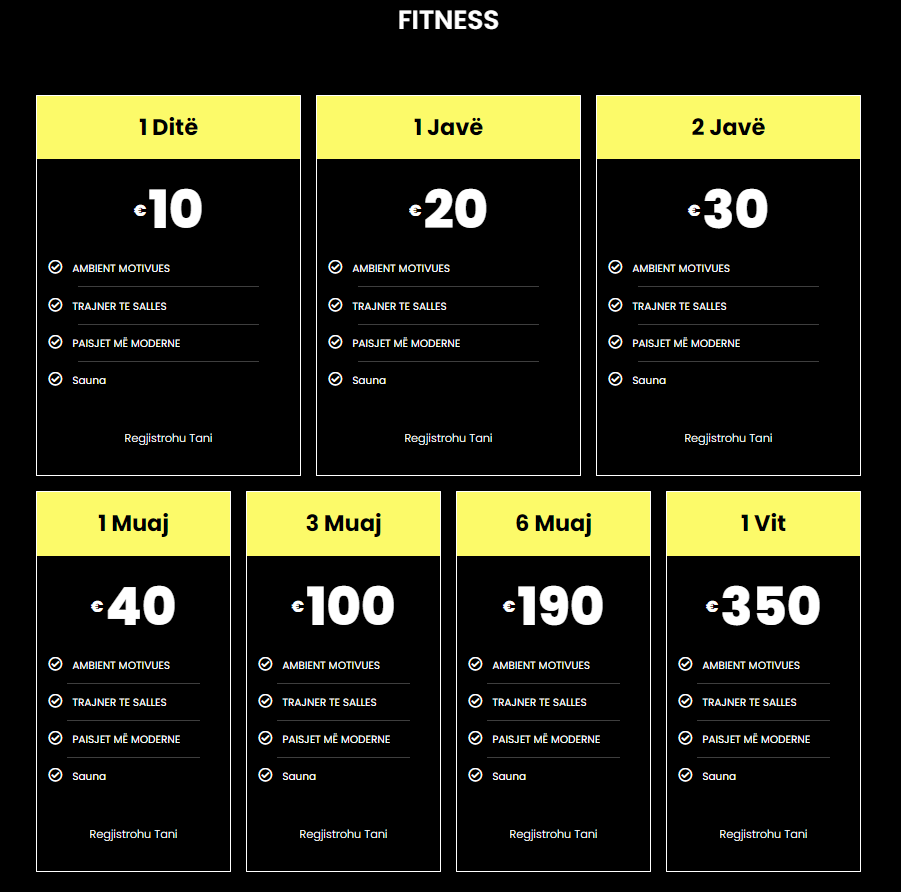 FITNESS
1 Ditë
€10
AMBIENT MOTIVUES
TRAJNER TE SALLES
PAISJET MË MODERNE
Sauna
Regjistrohu Tani
1 Javë
€20
AMBIENT MOTIVUES
TRAJNER TE SALLES
PAISJET MË MODERNE
Sauna
Regjistrohu Tani
2 Javë
€30
AMBIENT MOTIVUES
TRAJNER TE SALLES
PAISJET MË MODERNE
Sauna
Regjistrohu Tani
1 Muaj
€40
AMBIENT MOTIVUES
TRAJNER TE SALLES
PAISJET MË MODERNE
Sauna
Regjistrohu Tani
3 Muaj
€100
AMBIENT MOTIVUES
TRAJNER TE SALLES
PAISJET MË MODERNE
Sauna
Regjistrohu Tani
6 Muaj
€190
AMBIENT MOTIVUES
TRAJNER TE SALLES
PAISJET MË MODERNE
Sauna
Regjistrohu Tani
1 Vit
€350
AMBIENT MOTIVUES
TRAJNER TE SALLES
PAISJET MË MODERNE
Sauna
Regjistrohu Tani